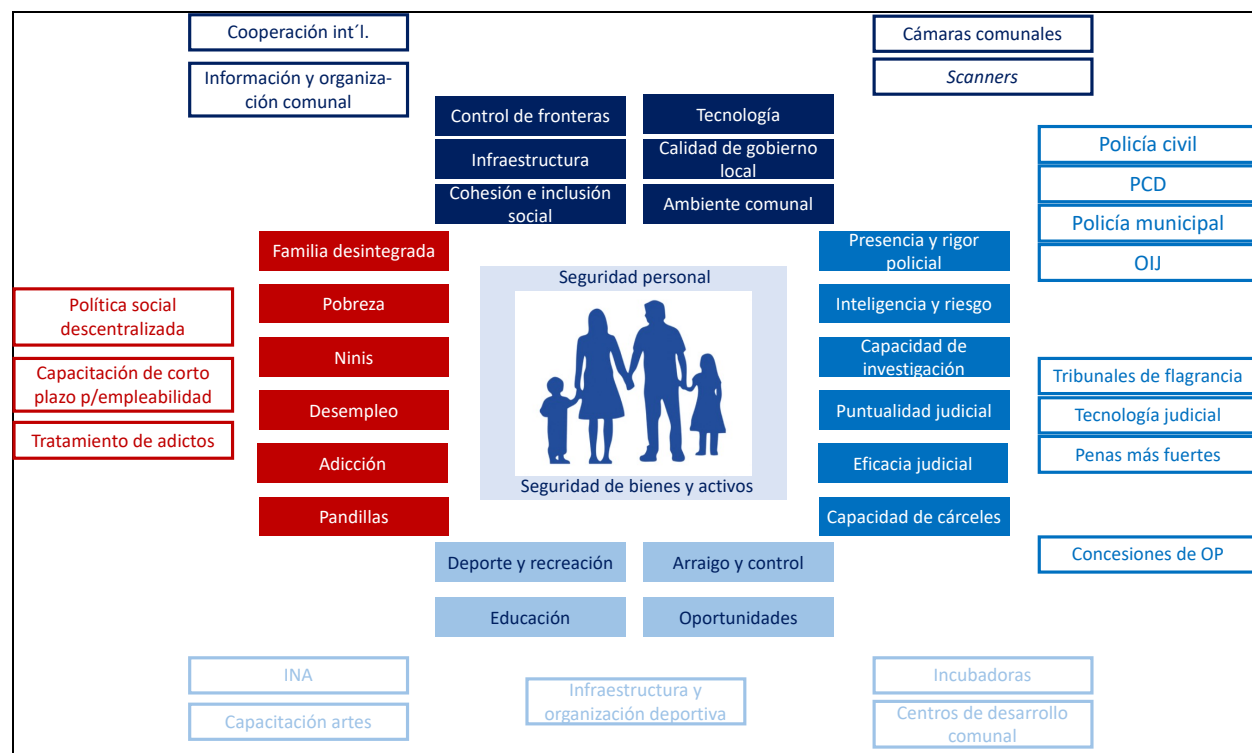 Cooperación int´l.
Información y organiza-
ción comunal
Cámaras comunales
Scanners
Control de fronteras
Tecnología
Infraestructura
Calidad de gobierno
local
Cohesión e inclusión
social
Ambiente comunal
Policía civil
PCD
Policía municipal
OIJ
Familia desintegrada
Pobreza
Ninis
Desempleo
Adicción
Pandillas
Política social
descentralizada
Capacitación de corto
plazo p/empleabilidad
Tratamiento de adictos
Seguridad personal
Seguridad de bienes y activos
Presencia y rigor
policial
Inteligencia y riesgo
Capacidad de
investigación
Puntualidad judicial
Eficacia judicial
Capacidad de cárceles
Tribunales de flagrancia
Tecnología judicial
Penas más fuertes
Concesiones de OP
Deporte y recreación
Arraigo y control
Educación
Oportunidades
INA
Capacitación artes
Infraestructura y
organización deportiva
Incubadoras
Centros de desarrollo
comunal